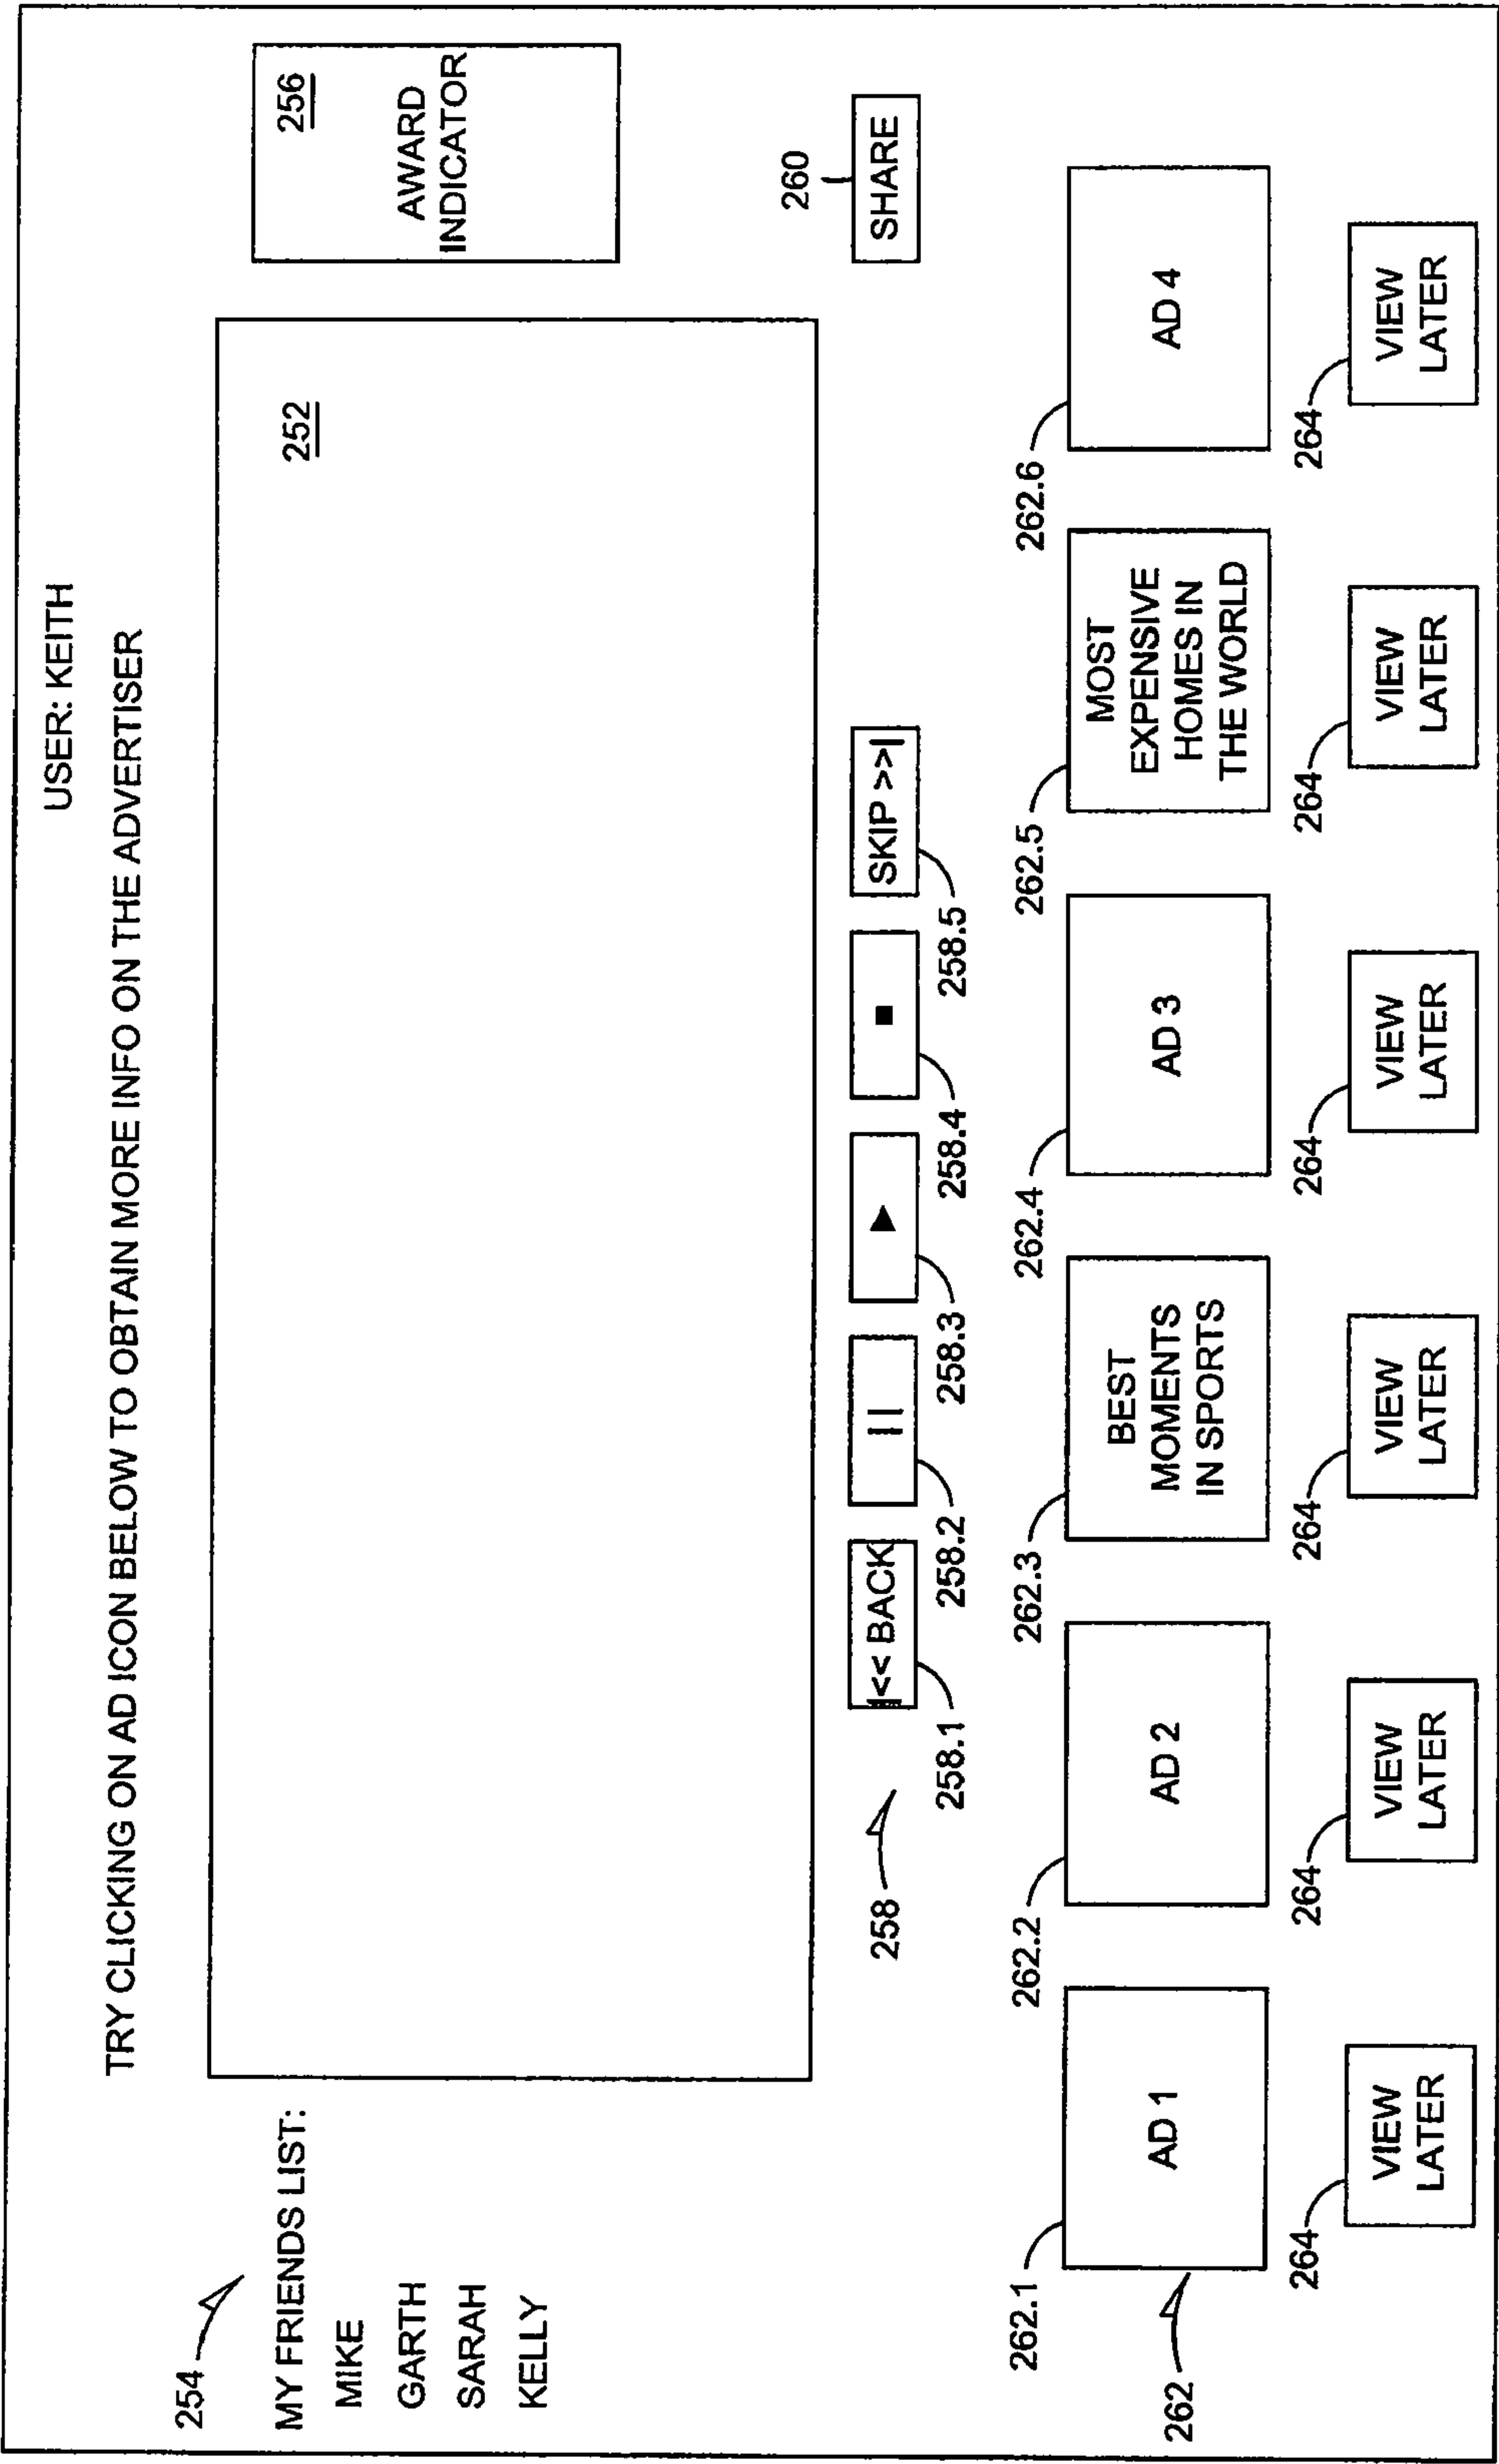 USER: KEITH
TRY CLICKING ON AD ICON BELOW TO OBTAIN MORE INFO ON THE ADVERTISER
254
MY FRIENDS LIST:
MIKE
GARTH
SARAH
KELLY
252
256
AWARD
INDICATOR
258
|<< BACK
||
▶
■
SKIP >>|
258.1
258.2
258.3
258.4
258.5
260
SHARE
262
262.1
262.2
262.3
262.4
262.5
262.6
AD 1
AD 2
BEST
MOMENTS
IN SPORTS
AD 3
MOST
EXPENSIVE
HOMES IN
THE WORLD
AD 4
264
264
264
264
264
264
VIEW
LATER
VIEW
LATER
VIEW
LATER
VIEW
LATER
VIEW
LATER
VIEW
LATER